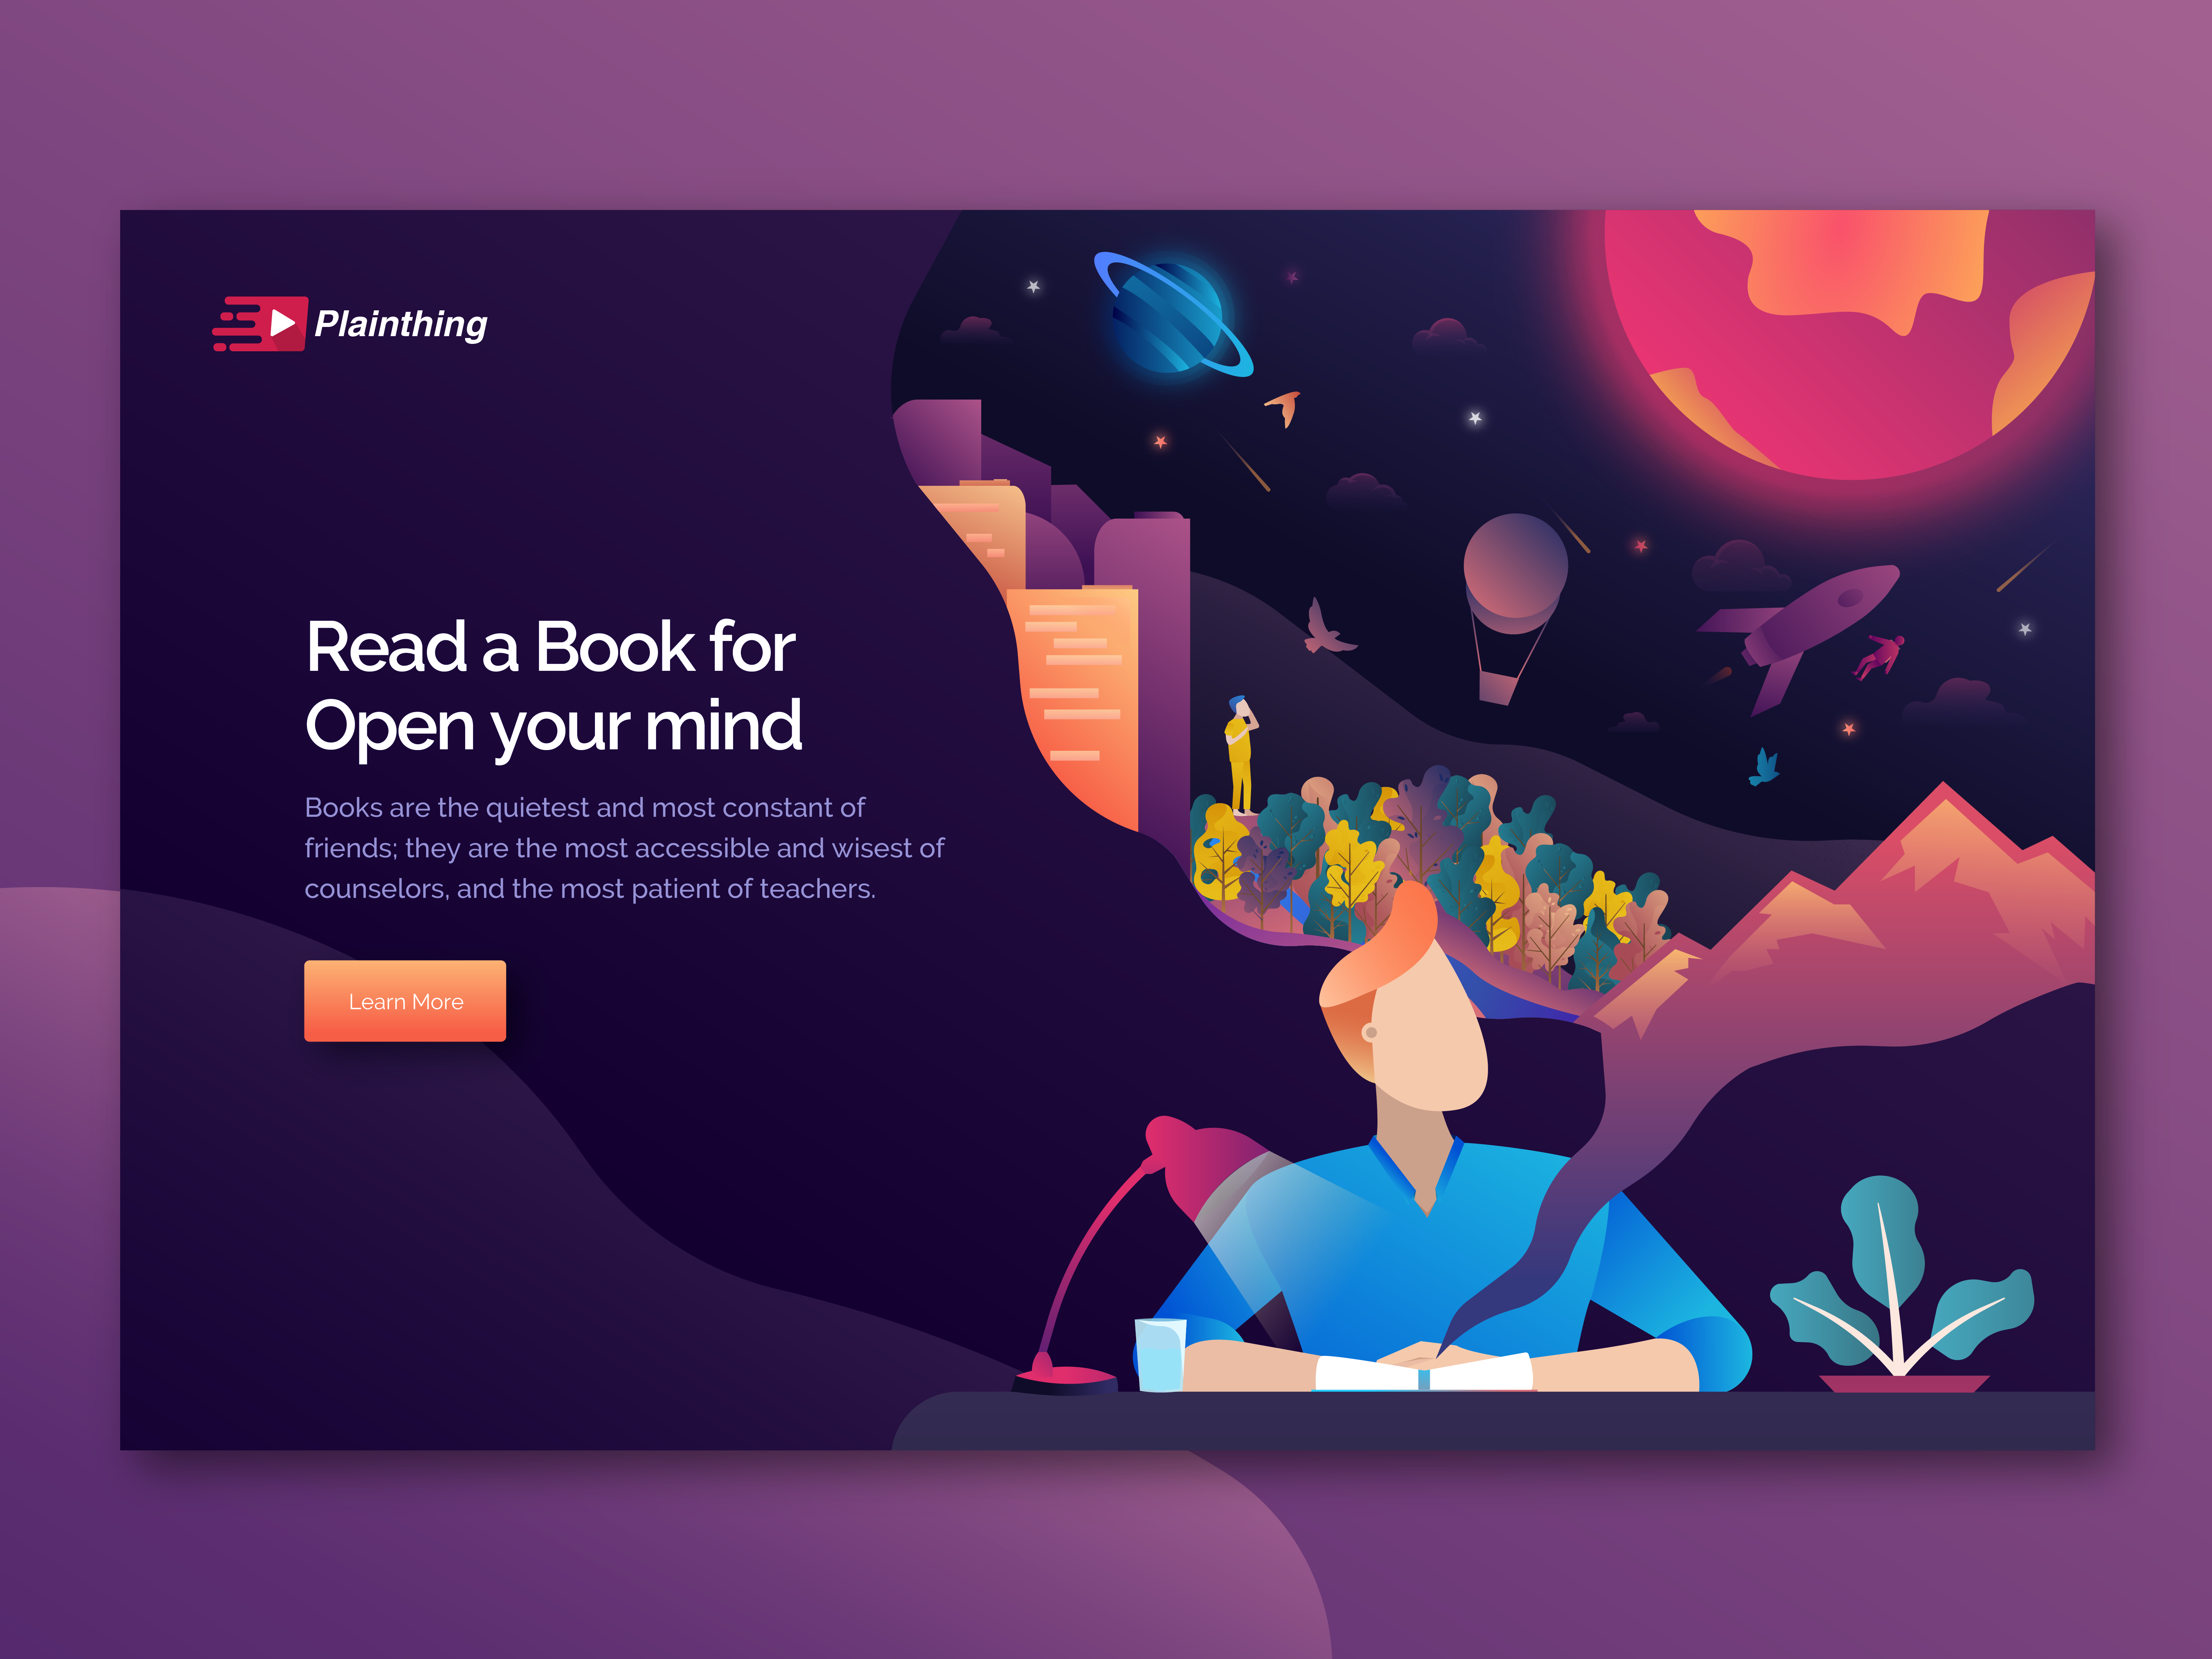 Plainthing
Read a Book for
Open your mind
Books are the quietest and most constant of
friends; they are the most accessible and wisest of
counselors, and the most patient of teachers.
Learn More